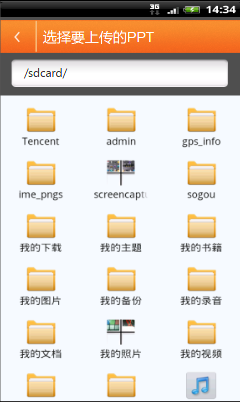 3G 14:34
选择要上传的PPT
/sdcard/
Tencent admin gps_info
ime_pngs screencaptu sogou
我的下载 我的主题 我的书籍
我的图片 我的备份 我的录音
我的文档 我的照片 我的视频